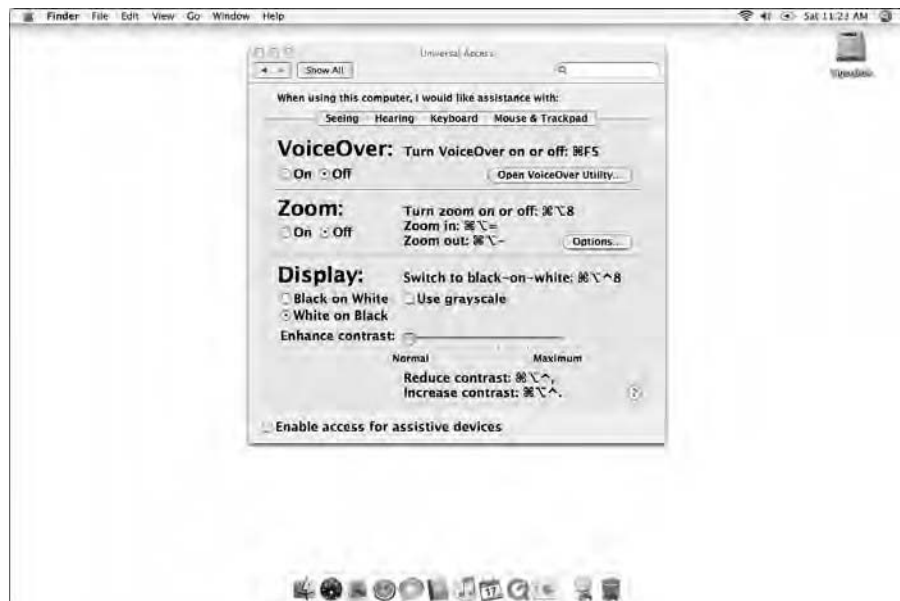 Finder File Edit View Go Window Help
Sat 11:23 AM
Universal Access
Show All
When using this computer, I would like assistance with:
Seeing Hearing Keyboard Mouse & Trackpad
VoiceOver: Turn VoiceOver on or off: ⌘F5
On Off
Open VoiceOver Utility...
Zoom: Turn zoom on or off: ⌘⌥8
Zoom in: ⌘⌥=
On Off
Zoom out: ⌘⌥-
Options...
Display: Switch to black-on-white: ⌘⌥^8
Black on White Use grayscale
White on Black
Enhance contrast:
Normal Maximum
Reduce contrast: ⌘⌥^,
Increase contrast: ⌘⌥^.
?
Enable access for assistive devices
17